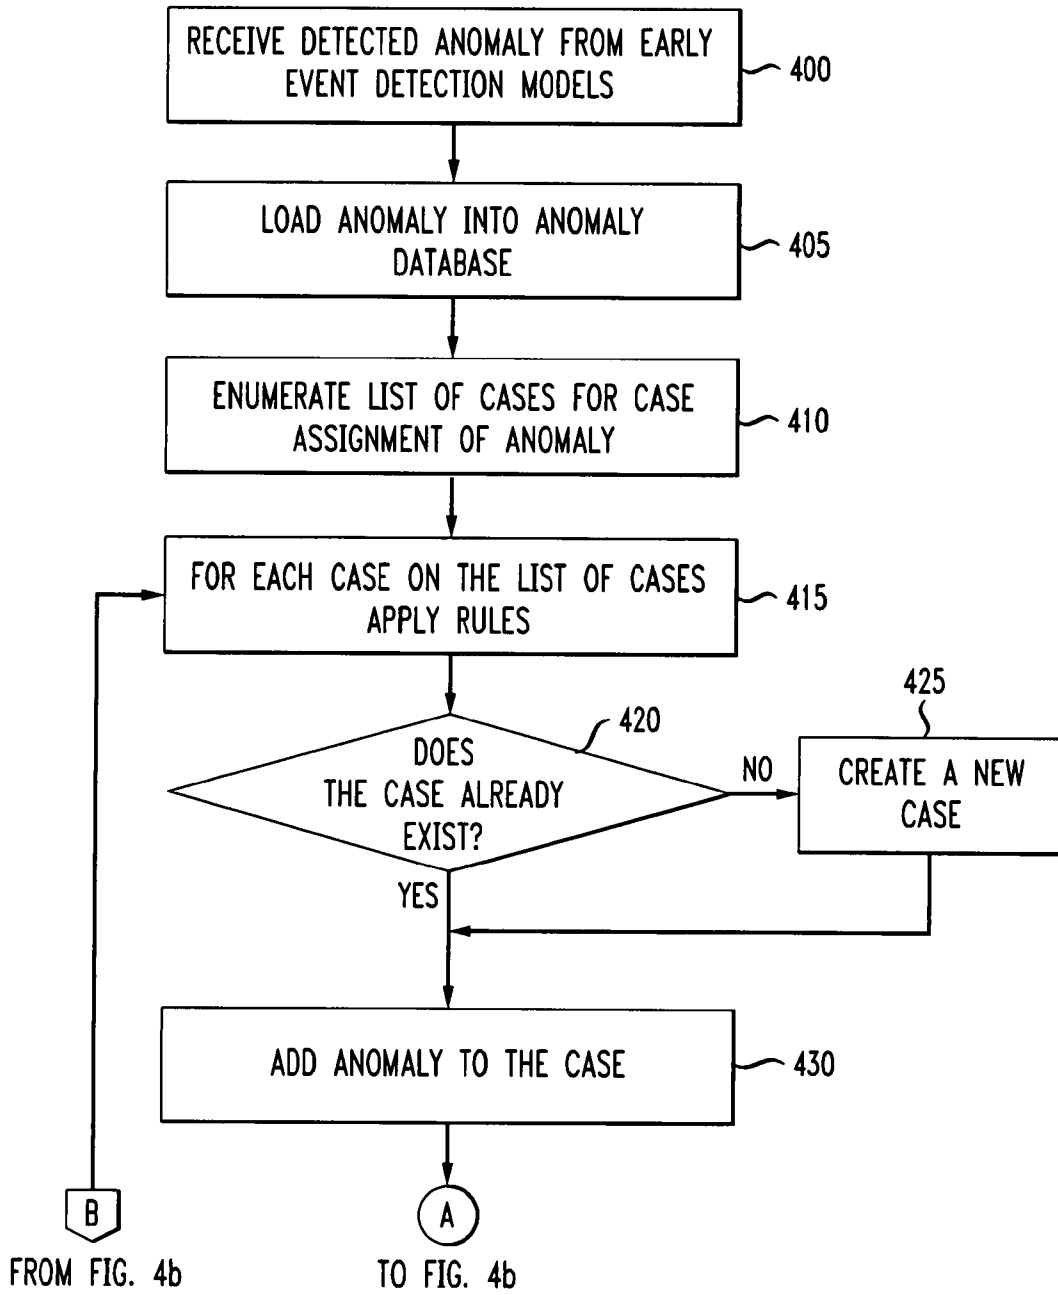 RECEIVE DETECTED ANOMALY FROM EARLY
EVENT DETECTION MODELS
400
LOAD ANOMALY INTO ANOMALY
DATABASE
405
ENUMERATE LIST OF CASES FOR CASE
ASSIGNMENT OF ANOMALY
410
FOR EACH CASE ON THE LIST OF CASES
APPLY RULES
415
420
DOES
THE CASE ALREADY
EXIST?
NO
425
CREATE A NEW
CASE
YES
ADD ANOMALY TO THE CASE
430
B
FROM FIG. 4b
A
TO FIG. 4b